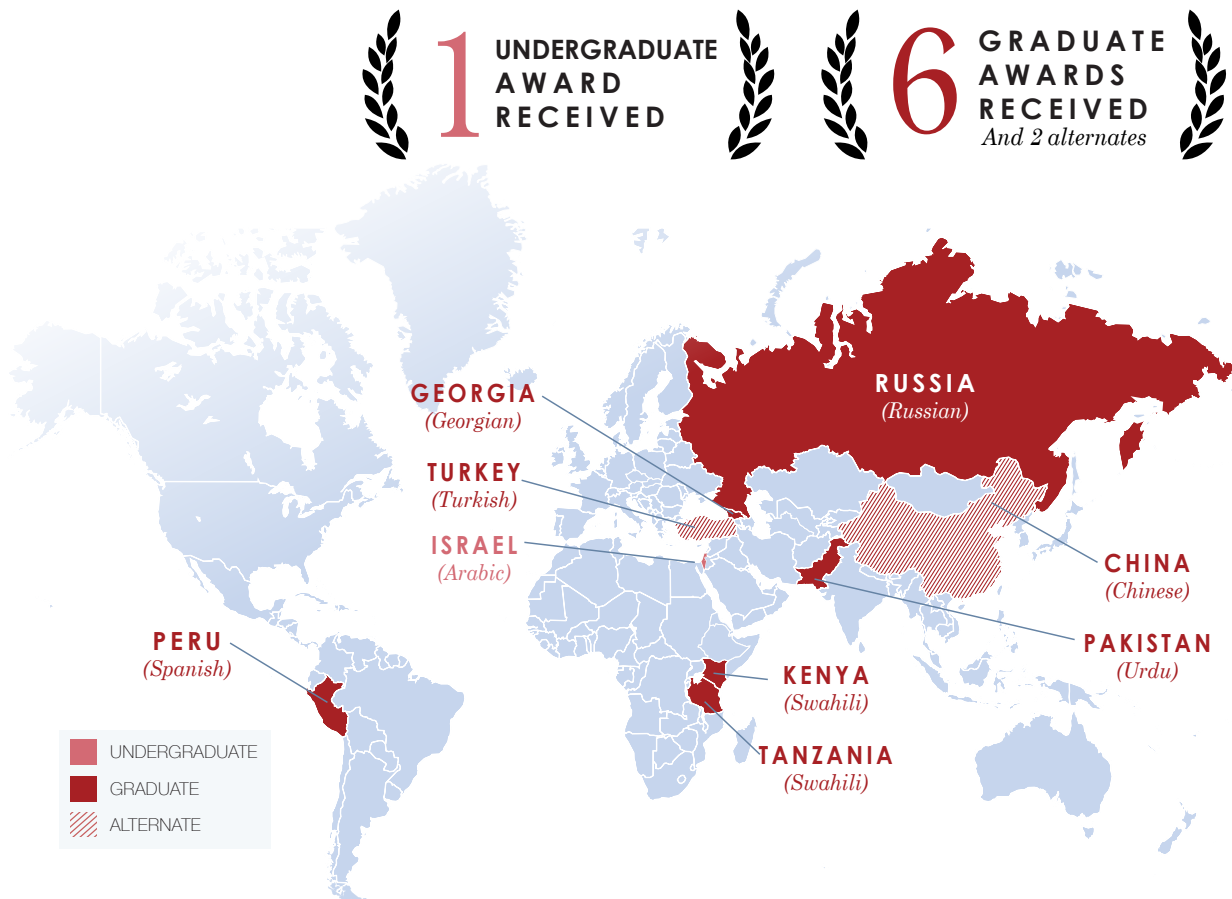 1
UNDERGRADUATE
AWARD
RECEIVED
6
GRADUATE
AWARDS
RECEIVED
And 2 alternates
RUSSIA
(Russian)
GEORGIA
(Georgian)
TURKEY
(Turkish)
ISRAEL
(Arabic)
CHINA
(Chinese)
PERU
(Spanish)
PAKISTAN
(Urdu)
KENYA
(Swahili)
TANZANIA
(Swahili)
UNDERGRADUATE
GRADUATE
ALTERNATE